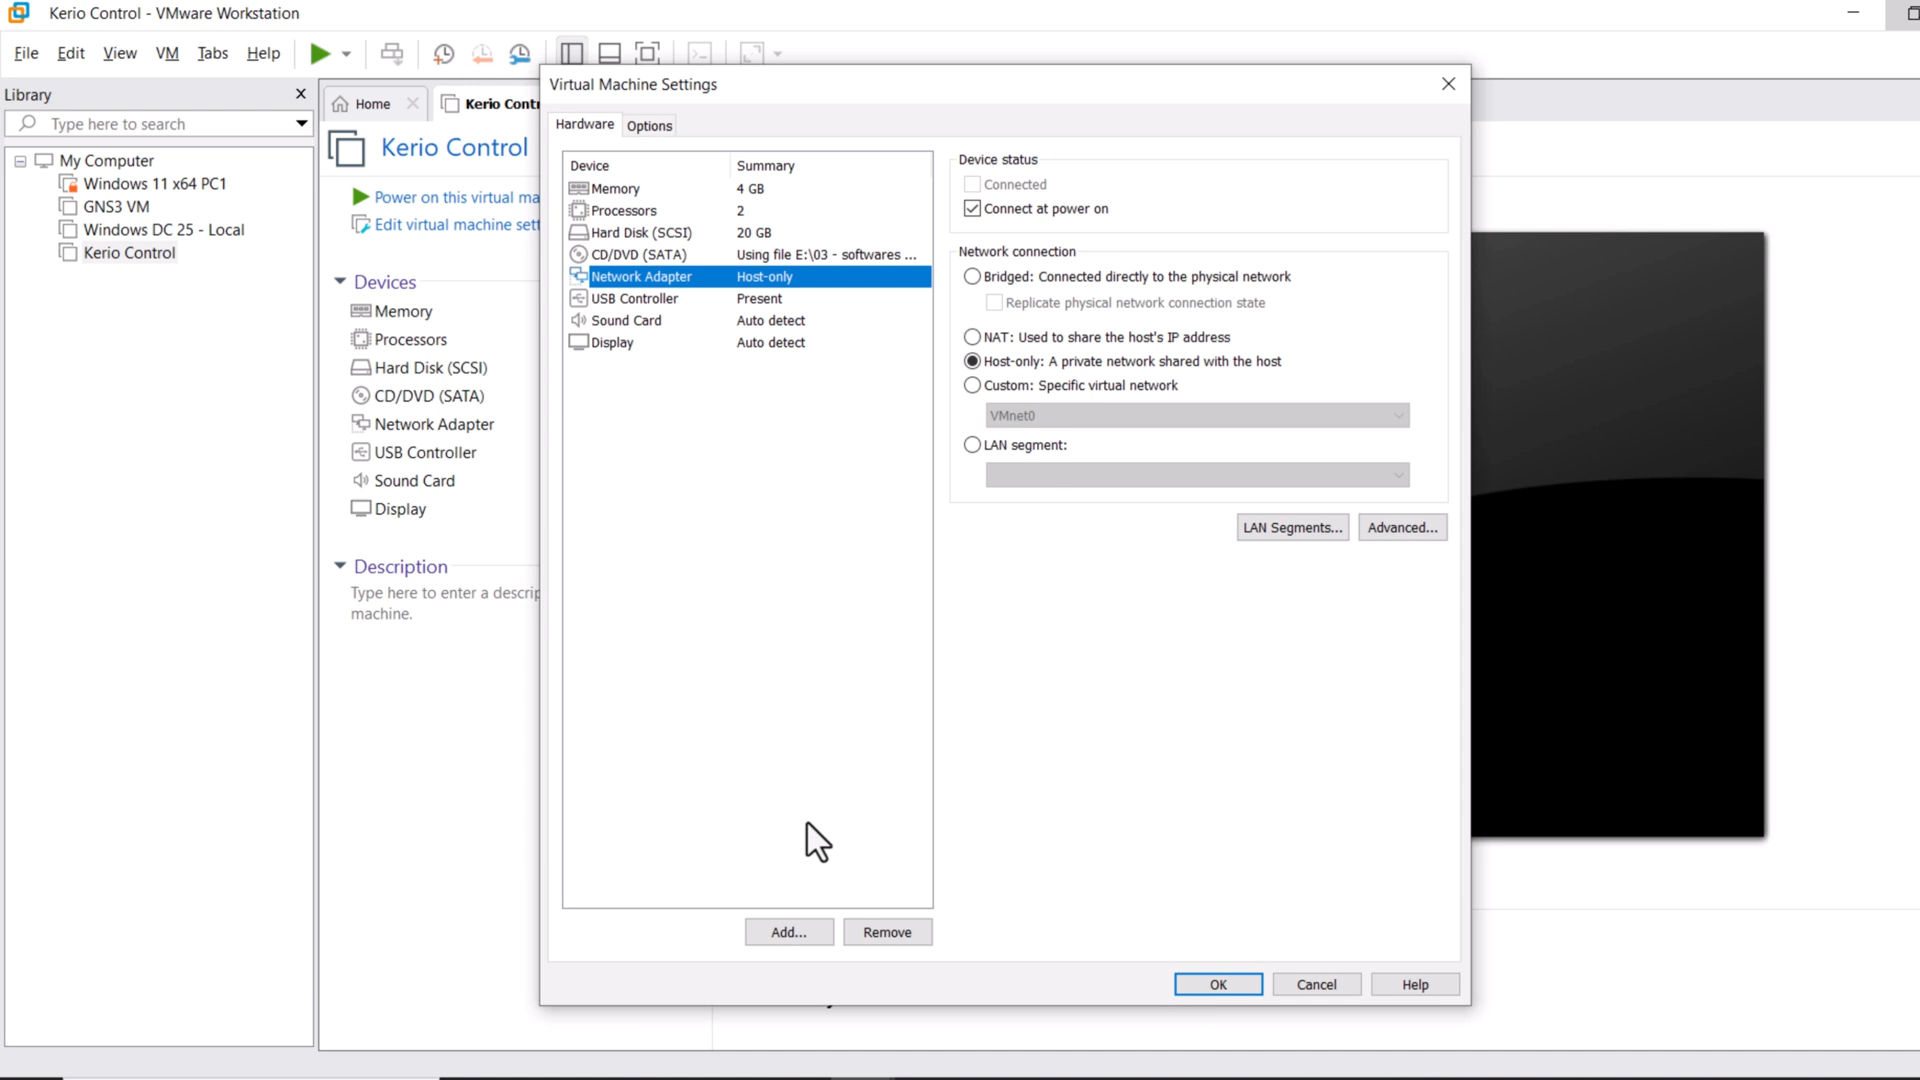 Kerio Control - VMware Workstation
File Edit View VM Tabs Help
Library
Type here to search
My Computer
Windows 11 x64 PC1
GNS3 VM
Windows DC 25 - Local
Kerio Control
Home
Kerio Contr
Kerio Control
Power on this virtual ma
Edit virtual machine sett
Devices
Memory
Processors
Hard Disk (SCSI)
CD/DVD (SATA)
Network Adapter
USB Controller
Sound Card
Display
Description
Type here to enter a descrip
machine.
Virtual Machine Settings
Hardware Options
Device Summary
Memory 4 GB
Processors 2
Hard Disk (SCSI) 20 GB
CD/DVD (SATA) Using file E:\03 - softwares ...
Network Adapter Host-only
USB Controller Present
Sound Card Auto detect
Display Auto detect
Add... Remove
Device status
Connected
Connect at power on
Network connection
Bridged: Connected directly to the physical network
Replicate physical network connection state
NAT: Used to share the host's IP address
Host-only: A private network shared with the host
Custom: Specific virtual network
VMnet0
LAN segment:
LAN Segments... Advanced...
OK Cancel Help